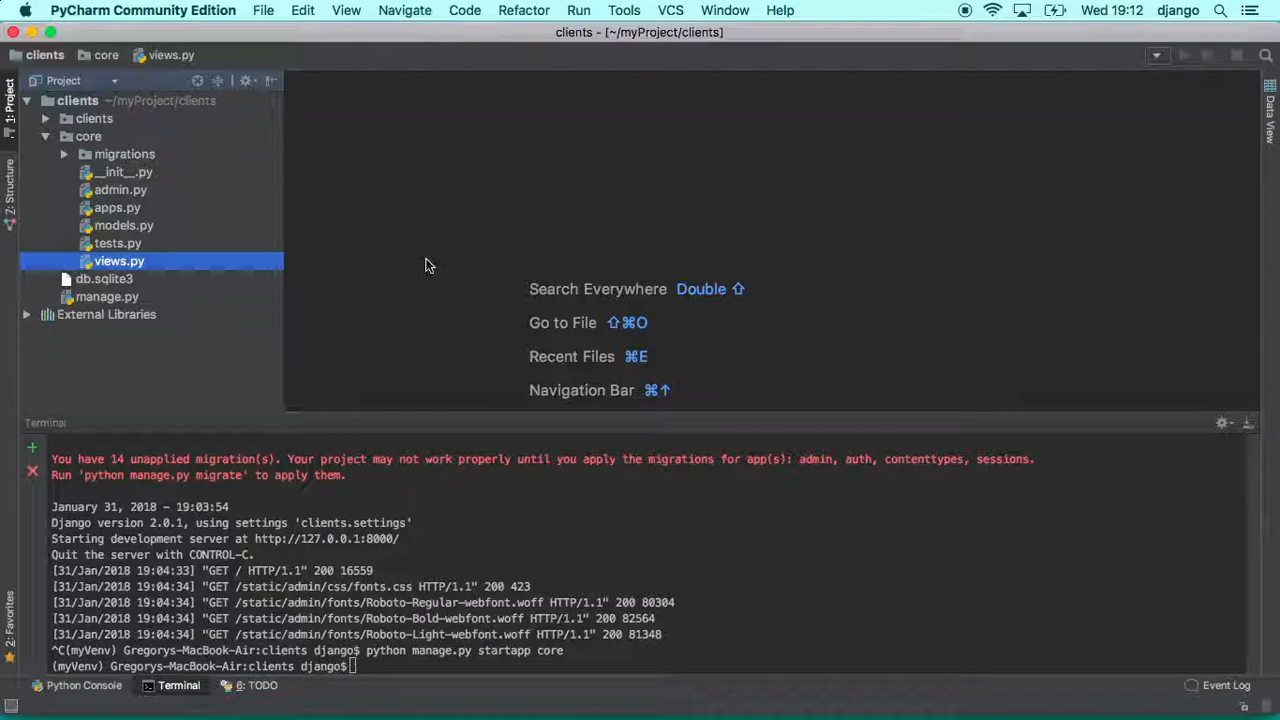 PyCharm Community Edition File Edit View Navigate Code Refactor Run Tools VCS Window Help Wed 19:12 django
clients - [~/myProject/clients]
clients core views.py
Project
1: Project
Z: Structure
2: Favorites
Data View
clients ~/myProject/clients
clients
core
migrations
__init__.py
admin.py
apps.py
models.py
tests.py
views.py
db.sqlite3
manage.py
External Libraries
Search Everywhere Double ⇧
Go to File ⇧⌘O
Recent Files ⌘E
Navigation Bar ⌘↑
Terminal
You have 14 unapplied migration(s). Your project may not work properly until you apply the migrations for app(s): admin, auth, contenttypes, sessions.
Run 'python manage.py migrate' to apply them.
January 31, 2018 - 19:03:54
Django version 2.0.1, using settings 'clients.settings'
Starting development server at http://127.0.0.1:8000/
Quit the server with CONTROL-C.
[31/Jan/2018 19:04:33] "GET / HTTP/1.1" 200 16559
[31/Jan/2018 19:04:34] "GET /static/admin/css/fonts.css HTTP/1.1" 200 423
[31/Jan/2018 19:04:34] "GET /static/admin/fonts/Roboto-Regular-webfont.woff HTTP/1.1" 200 80304
[31/Jan/2018 19:04:34] "GET /static/admin/fonts/Roboto-Bold-webfont.woff HTTP/1.1" 200 82564
[31/Jan/2018 19:04:34] "GET /static/admin/fonts/Roboto-Light-webfont.woff HTTP/1.1" 200 81348
^C(myVenv) Gregorys-MacBook-Air:clients django$ python manage.py startapp core
(myVenv) Gregorys-MacBook-Air:clients django$
Python Console Terminal 6: TODO Event Log